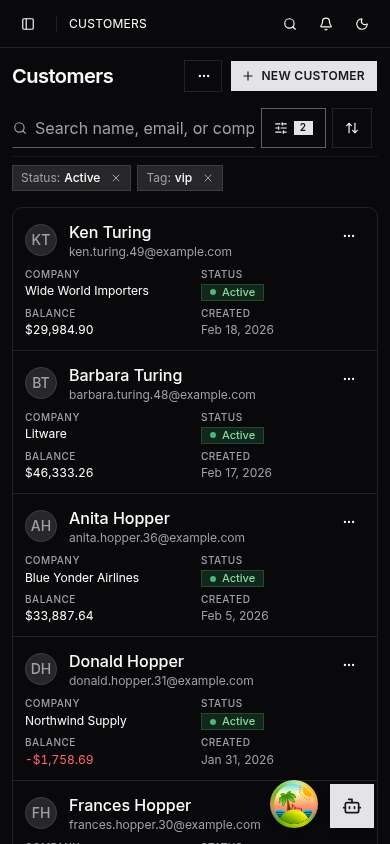 CUSTOMERS
Customers
NEW CUSTOMER
Search name, email, or comp
2
Status: Active
Tag: vip
KT
Ken Turing
ken.turing.49@example.com
COMPANY STATUS
Wide World Importers Active
BALANCE CREATED
$29,984.90 Feb 18, 2026
BT
Barbara Turing
barbara.turing.48@example.com
COMPANY STATUS
Litware Active
BALANCE CREATED
$46,333.26 Feb 17, 2026
AH
Anita Hopper
anita.hopper.36@example.com
COMPANY STATUS
Blue Yonder Airlines Active
BALANCE CREATED
$33,887.64 Feb 5, 2026
DH
Donald Hopper
donald.hopper.31@example.com
COMPANY STATUS
Northwind Supply Active
BALANCE CREATED
-$1,758.69 Jan 31, 2026
FH
Frances Hopper
frances.hopper.30@example.com